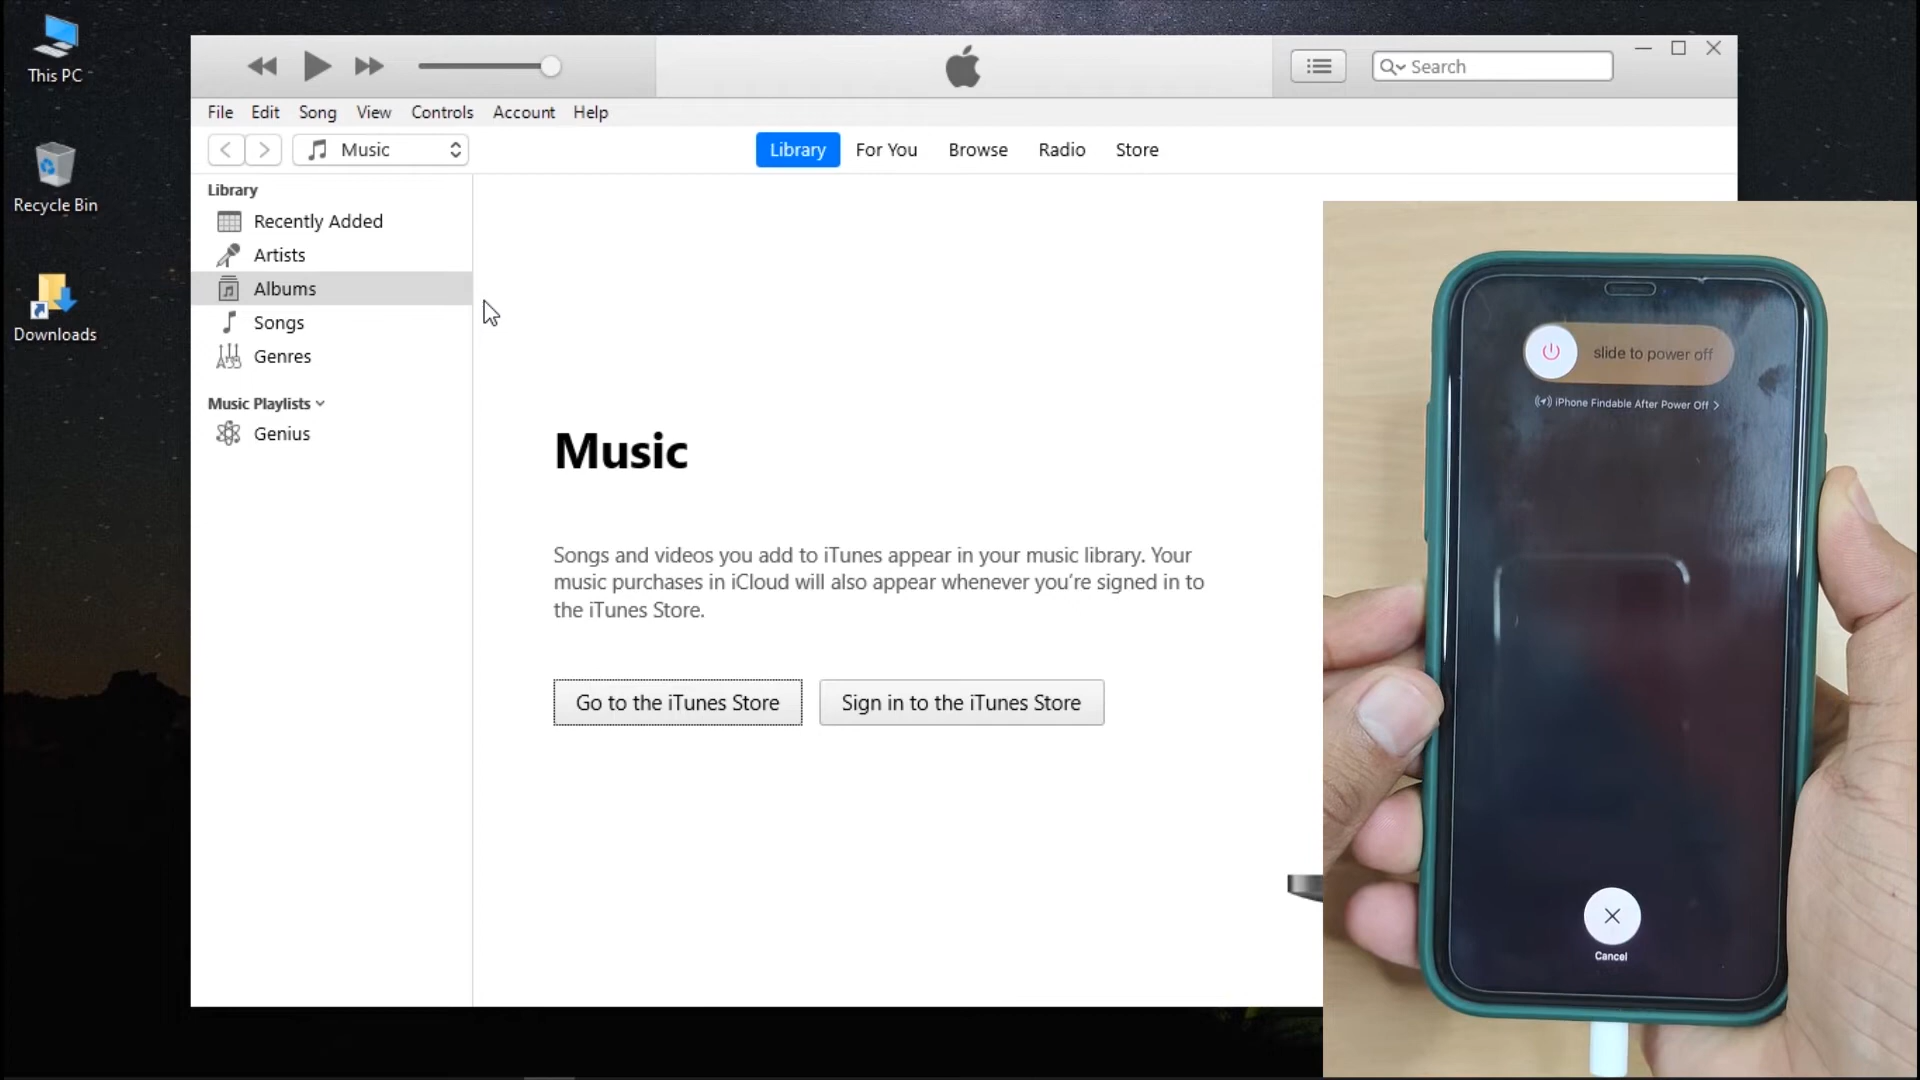 This PC
Recycle Bin
Downloads
Search
File Edit Song View Controls Account Help
Music
Library For You Browse Radio Store
Library
Recently Added
Artists
Albums
Songs
Genres
Music Playlists
Genius
Music
Songs and videos you add to iTunes appear in your music library. Your
music purchases in iCloud will also appear whenever you're signed in to
the iTunes Store.
Go to the iTunes Store
Sign in to the iTunes Store
slide to power off
iPhone Findable After Power Off
Cancel